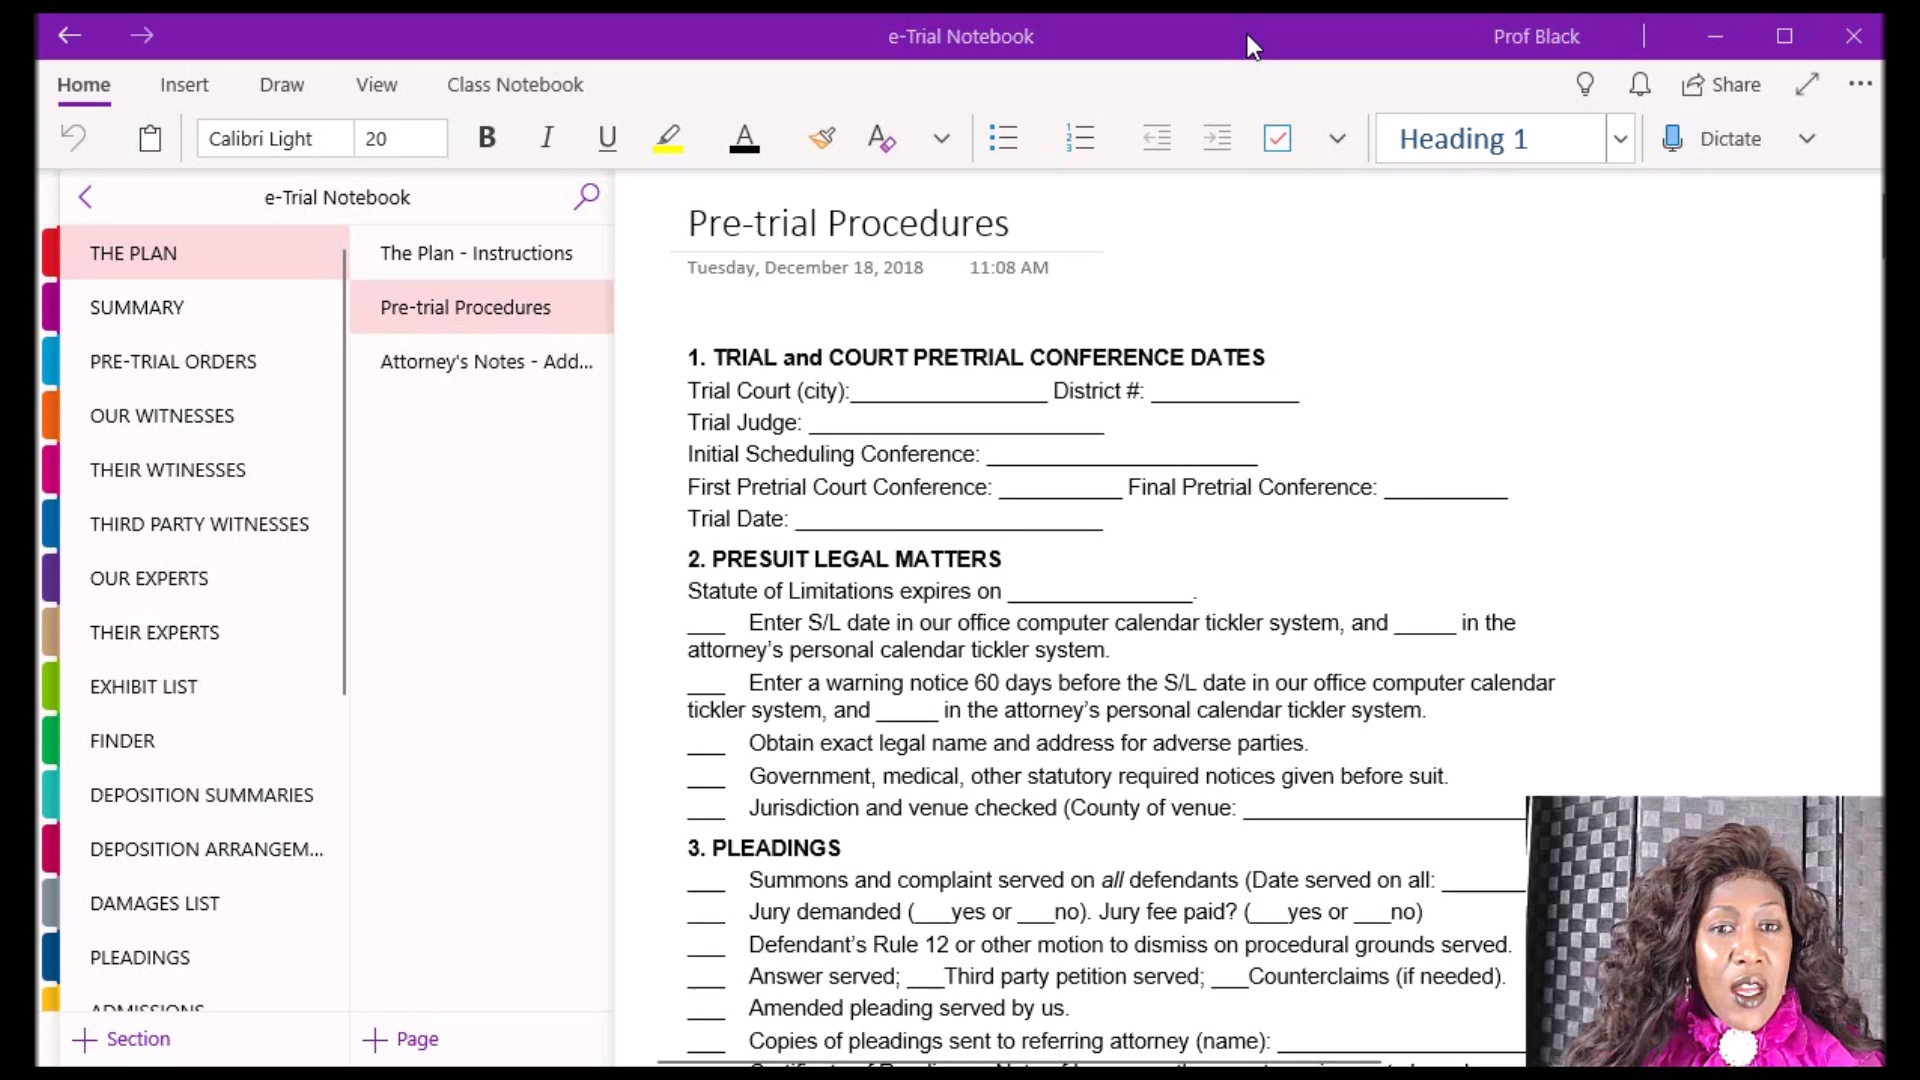 e-Trial Notebook
Prof Black
Home Insert Draw View Class Notebook
Share
Calibri Light 20 B I U A A Heading 1 Dictate
e-Trial Notebook
THE PLAN
SUMMARY
PRE-TRIAL ORDERS
OUR WITNESSES
THEIR WTINESSES
THIRD PARTY WITNESSES
OUR EXPERTS
THEIR EXPERTS
EXHIBIT LIST
FINDER
DEPOSITION SUMMARIES
DEPOSITION ARRANGEM...
DAMAGES LIST
PLEADINGS
ADMISSIONS
+ Section
The Plan - Instructions
Pre-trial Procedures
Attorney's Notes - Add...
+ Page
Pre-trial Procedures
Tuesday, December 18, 2018 11:08 AM
1. TRIAL and COURT PRETRIAL CONFERENCE DATES
Trial Court (city):________________ District #: ____________
Trial Judge: ________________________
Initial Scheduling Conference: ______________________
First Pretrial Court Conference: __________ Final Pretrial Conference: __________
Trial Date: _________________________
2. PRESUIT LEGAL MATTERS
Statute of Limitations expires on _______________.
___ Enter S/L date in our office computer calendar tickler system, and _____ in the
attorney’s personal calendar tickler system.
___ Enter a warning notice 60 days before the S/L date in our office computer calendar
tickler system, and _____ in the attorney’s personal calendar tickler system.
___ Obtain exact legal name and address for adverse parties.
___ Government, medical, other statutory required notices given before suit.
___ Jurisdiction and venue checked (County of venue: _______________________
3. PLEADINGS
___ Summons and complaint served on all defendants (Date served on all: _______
___ Jury demanded (___yes or ___no). Jury fee paid? (___yes or ___no)
___ Defendant’s Rule 12 or other motion to dismiss on procedural grounds served.
___ Answer served; ___Third party petition served; ___Counterclaims (if needed).
___ Amended pleading served by us.
___ Copies of pleadings sent to referring attorney (name): ____________________